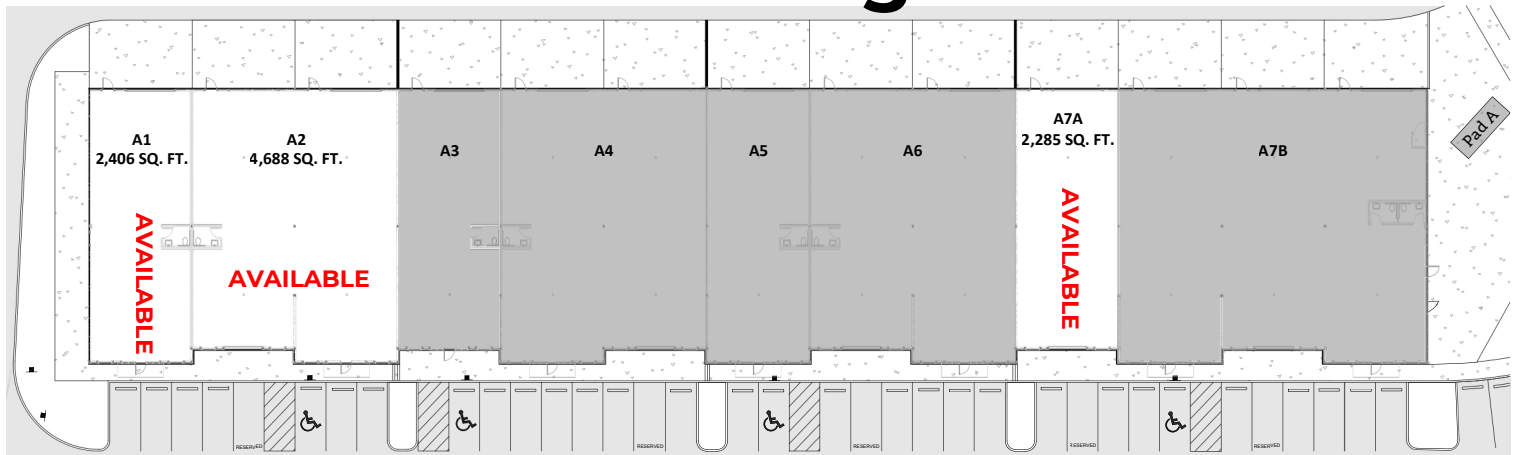 A1
2,406 SQ. FT.
AVAILABLE
A2
4,688 SQ. FT.
AVAILABLE
A3
A4
A5
A6
A7A
2,285 SQ. FT.
AVAILABLE
A7B
Pad A
RESERVED
RESERVED
RESERVED
RESERVED